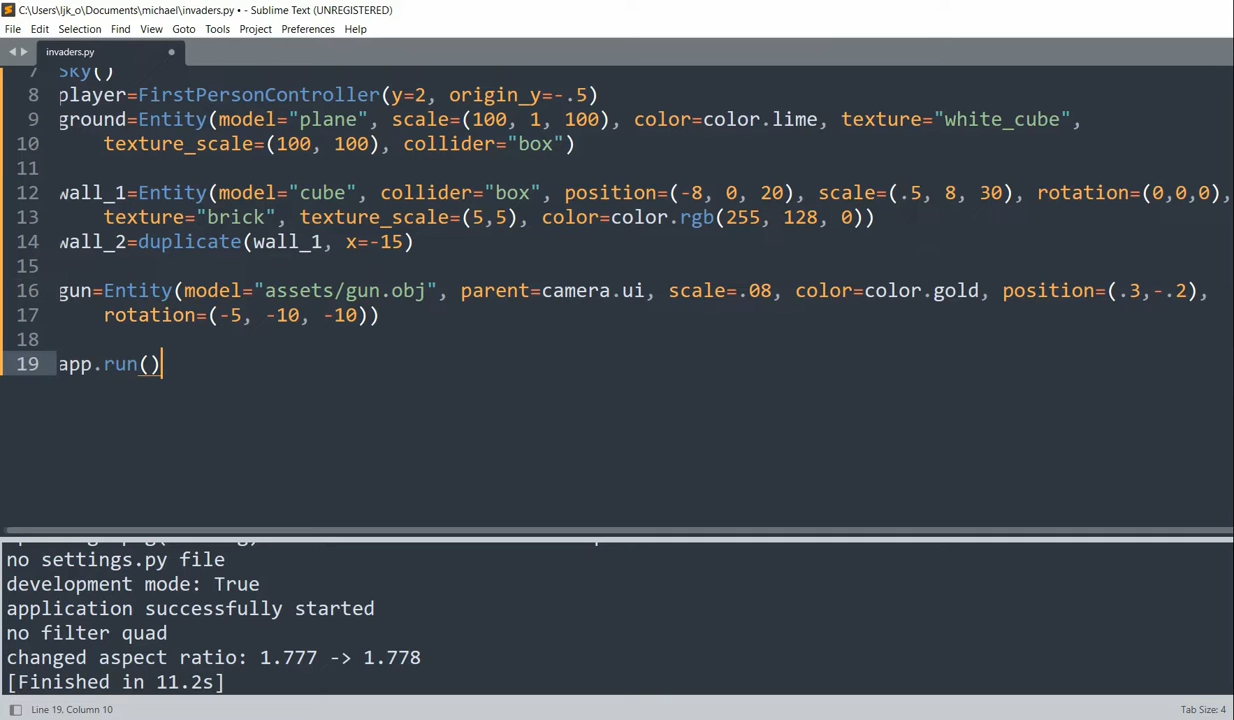 C:\Users\ljk_o\Documents\michael\invaders.py • - Sublime Text (UNREGISTERED)
File Edit Selection Find View Goto Tools Project Preferences Help
invaders.py
7 Sky()
8 player=FirstPersonController(y=2, origin_y=-.5)
9 ground=Entity(model="plane", scale=(100, 1, 100), color=color.lime, texture="white_cube",
10 texture_scale=(100, 100), collider="box")
11
12 wall_1=Entity(model="cube", collider="box", position=(-8, 0, 20), scale=(.5, 8, 30), rotation=(0,0,0),
13 texture="brick", texture_scale=(5,5), color=color.rgb(255, 128, 0))
14 wall_2=duplicate(wall_1, x=-15)
15
16 gun=Entity(model="assets/gun.obj", parent=camera.ui, scale=.08, color=color.gold, position=(.3,-.2),
17 rotation=(-5, -10, -10))
18
19 app.run()
no settings.py file
development mode: True
application successfully started
no filter quad
changed aspect ratio: 1.777 -> 1.778
[Finished in 11.2s]
Line 19, Column 10
Tab Size: 4